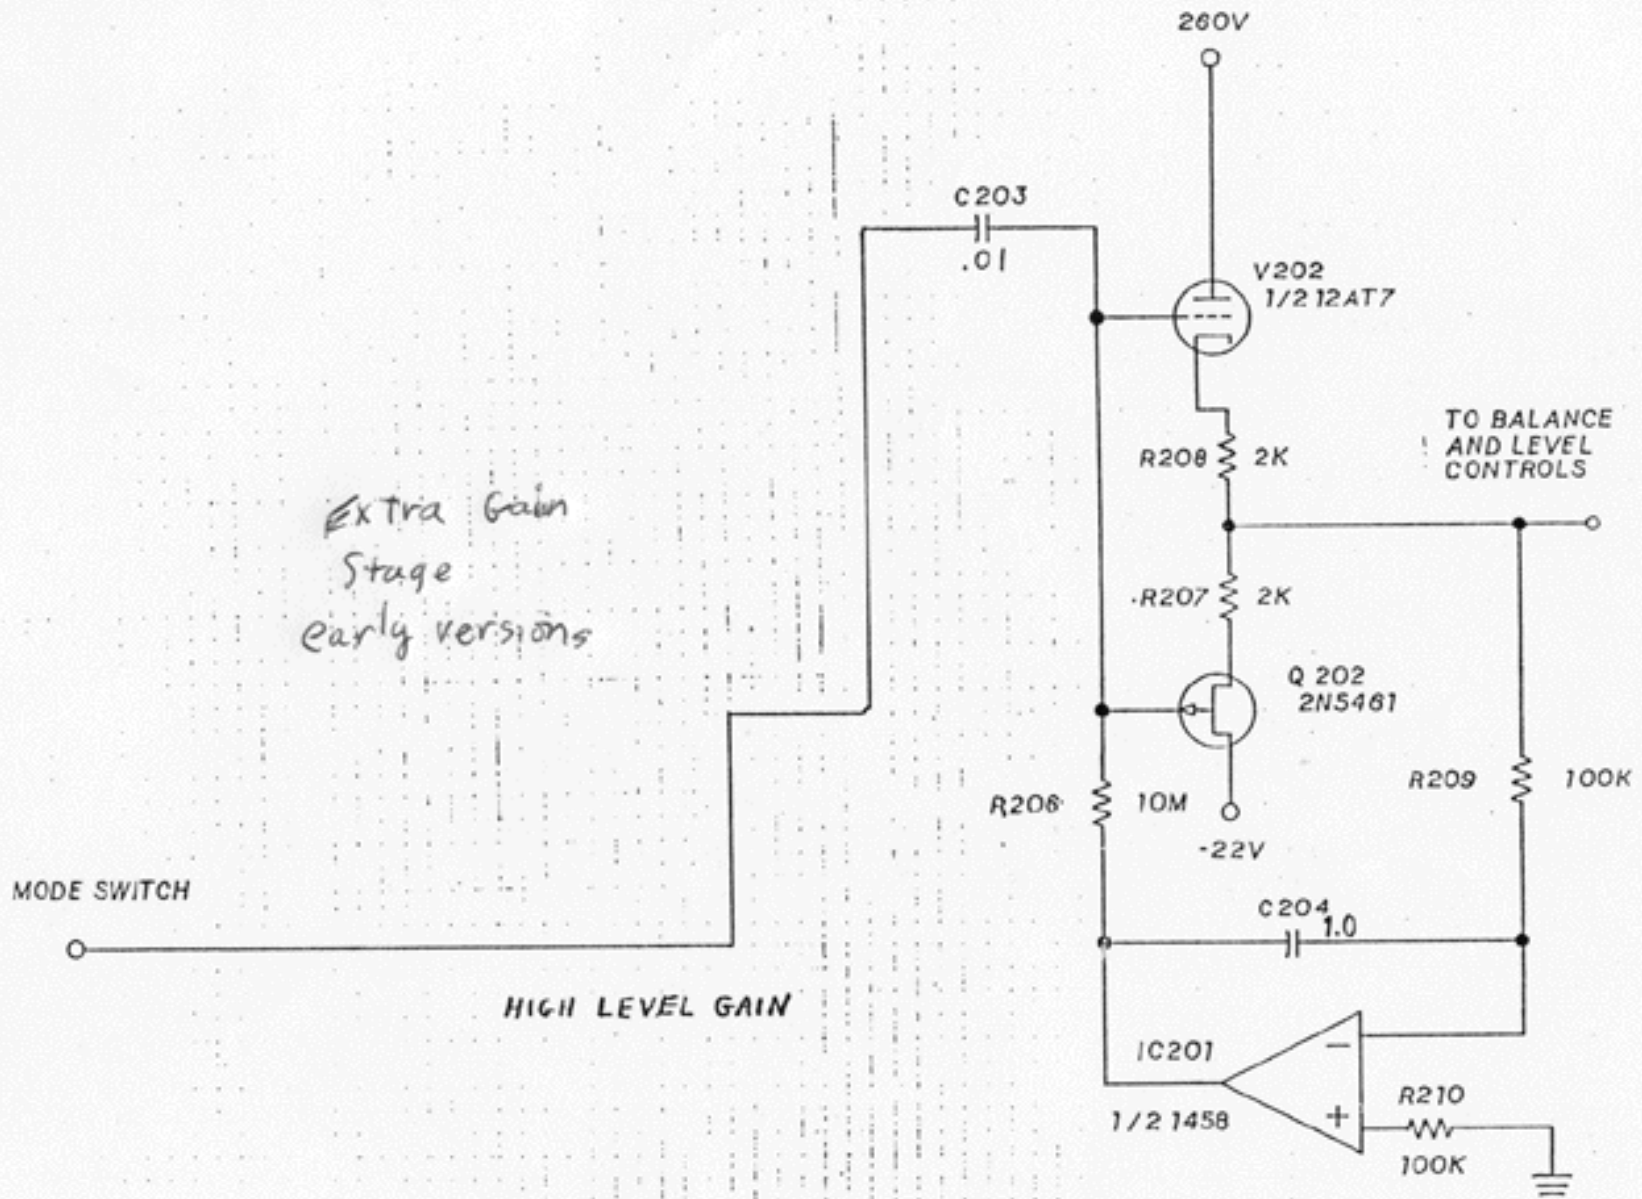 260V
C203
.01
V202
1/2 12AT7
TO BALANCE
AND LEVEL
CONTROLS
R208 2K
Extra Gain
Stage
early versions
R207 2K
Q 202
2N5461
R209 100K
R206 10M
-22V
MODE SWITCH
C204 1.0
HIGH LEVEL GAIN
IC201
−
1/2 1458
+
R210
100K